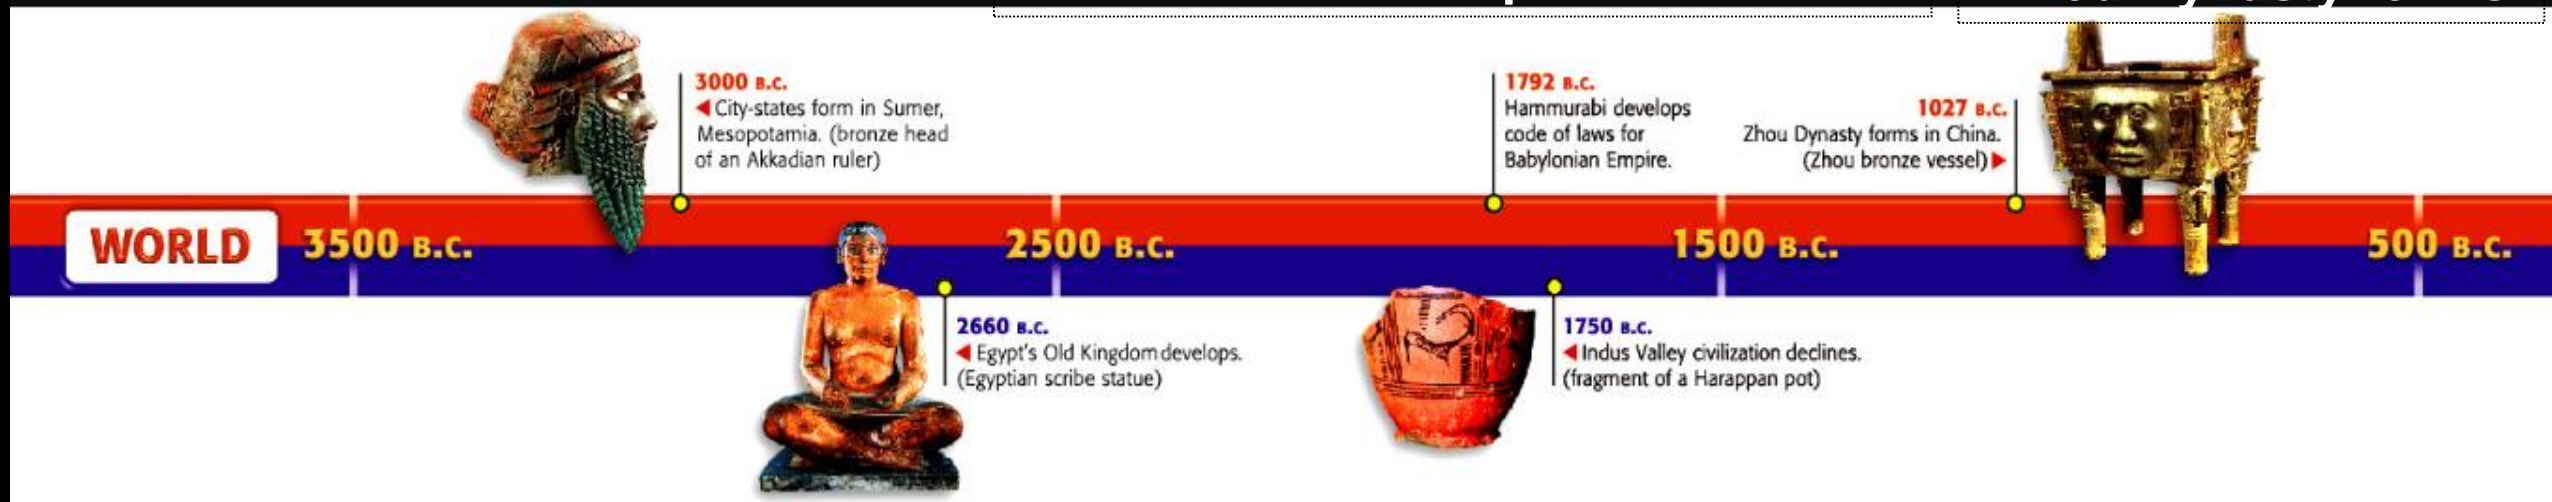 3000 B.C.
City-states form in Sumer,
Mesopotamia. (bronze head
of an Akkadian ruler)
1792 B.C.
Hammurabi develops
code of laws for
Babylonian Empire.
1027 B.C.
Zhou Dynasty forms in China.
(Zhou bronze vessel)
WORLD
3500 B.C.
2500 B.C.
1500 B.C.
500 B.C.
2660 B.C.
Egypt's Old Kingdom develops.
(Egyptian scribe statue)
1750 B.C.
Indus Valley civilization declines.
(fragment of a Harappan pot)